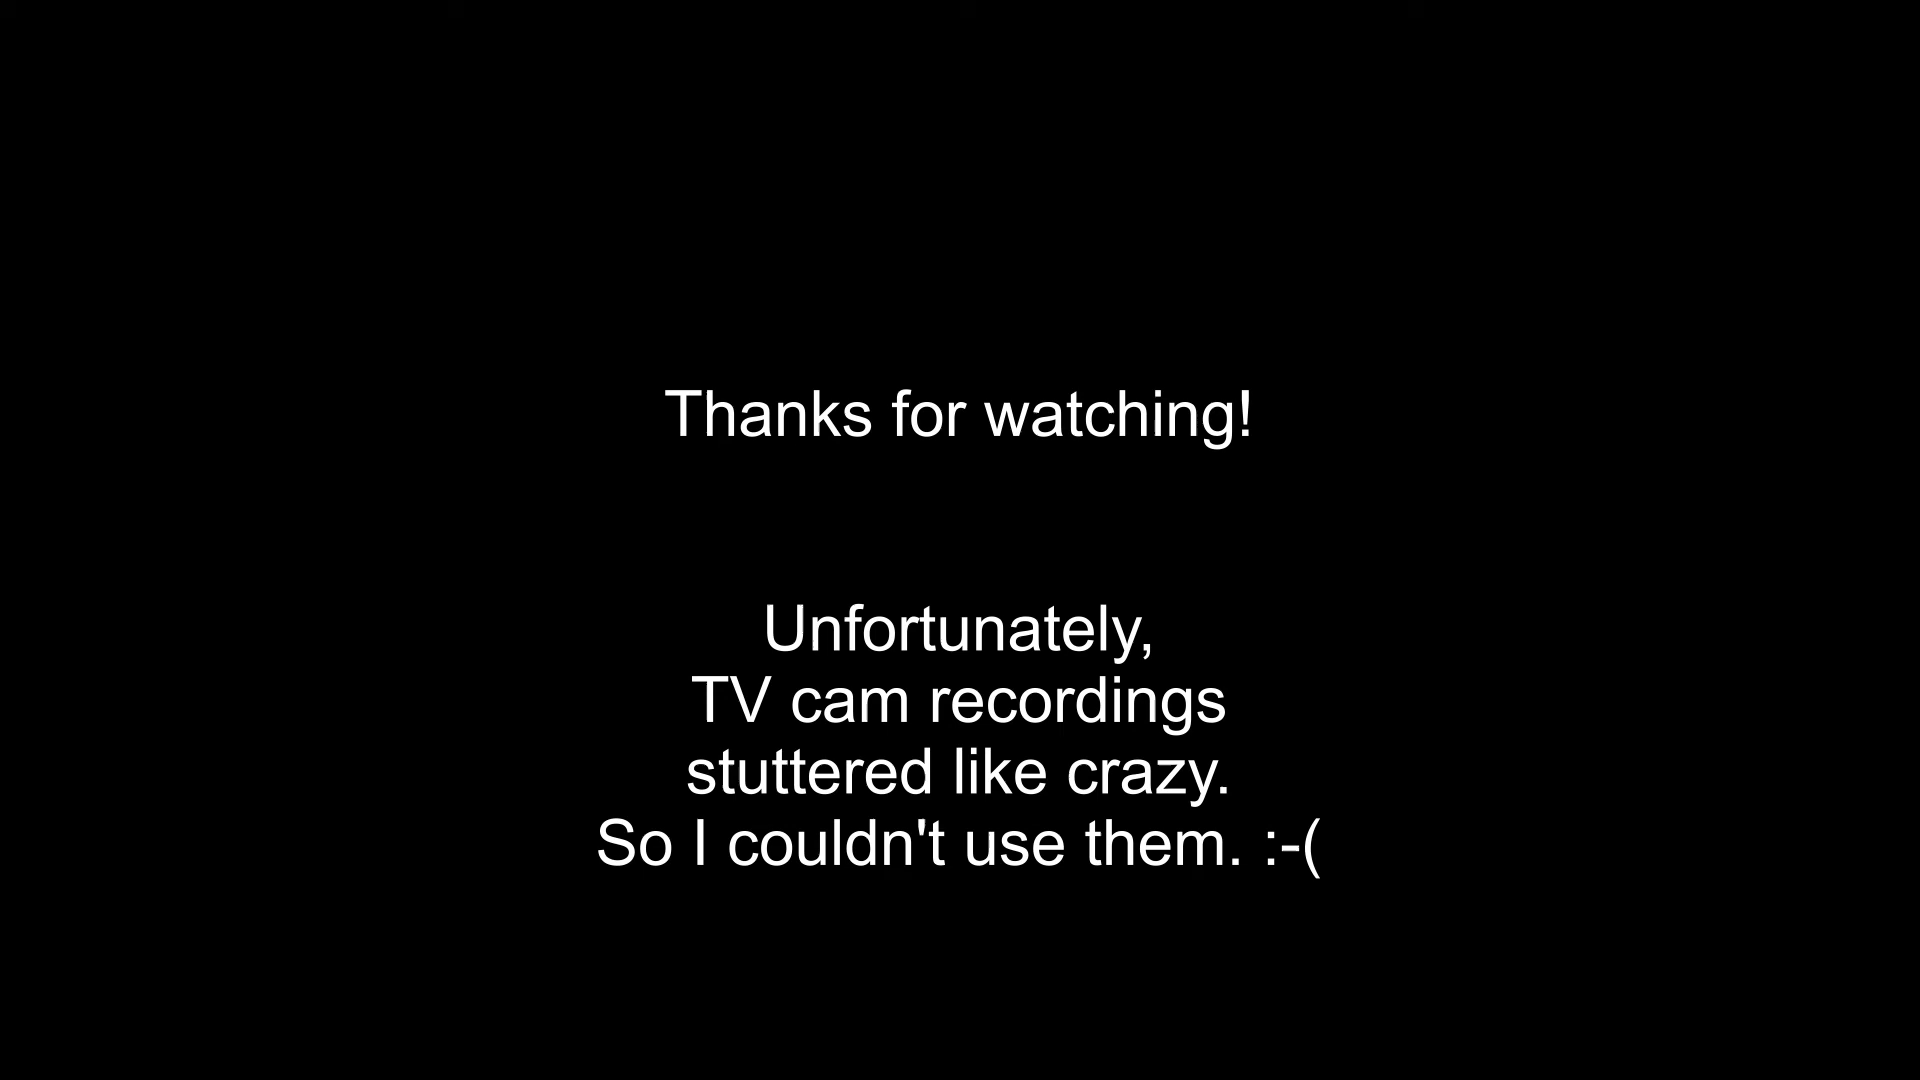 Thanks for watching!
Unfortunately,
TV cam recordings
stuttered like crazy.
So I couldn't use them. :-(